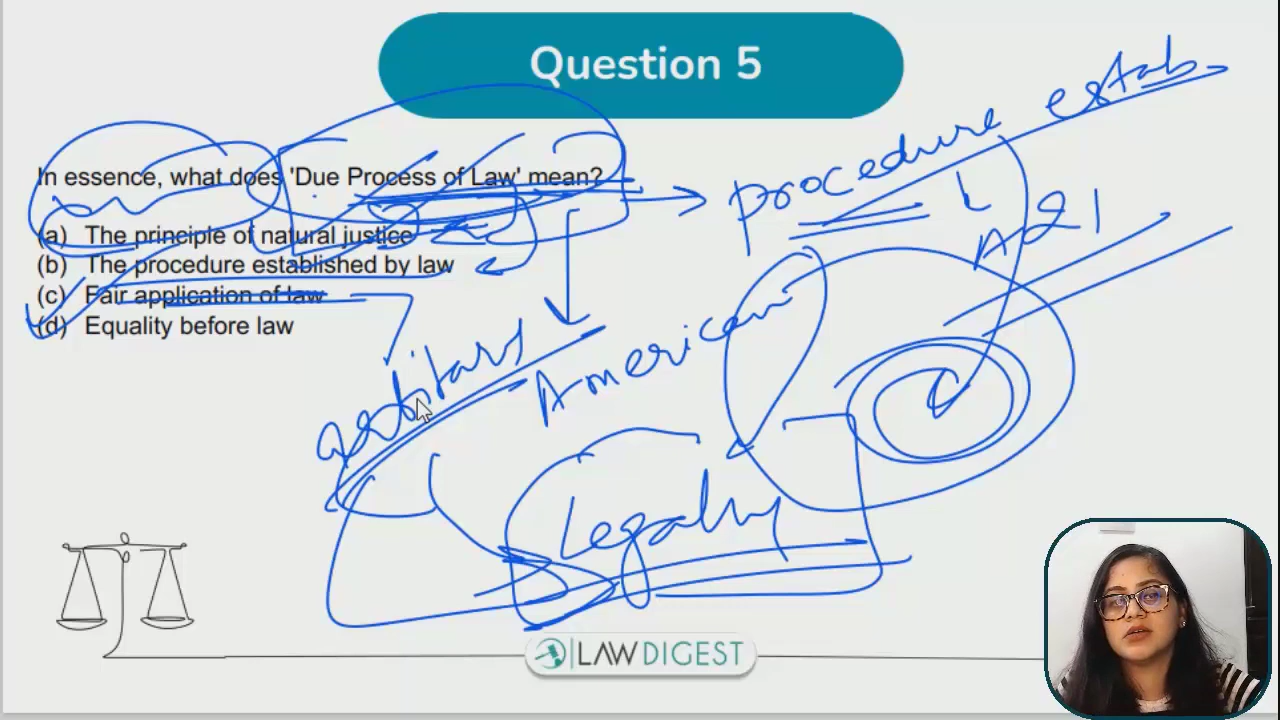 Question 5
In essence, what does 'Due Process of Law' mean?
(a) The principle of natural justice
(b) The procedure established by law
(c) Fair application of law
(d) Equality before law
procedure estab
A 21
American
arbitrary
Legality
LAWDIGEST